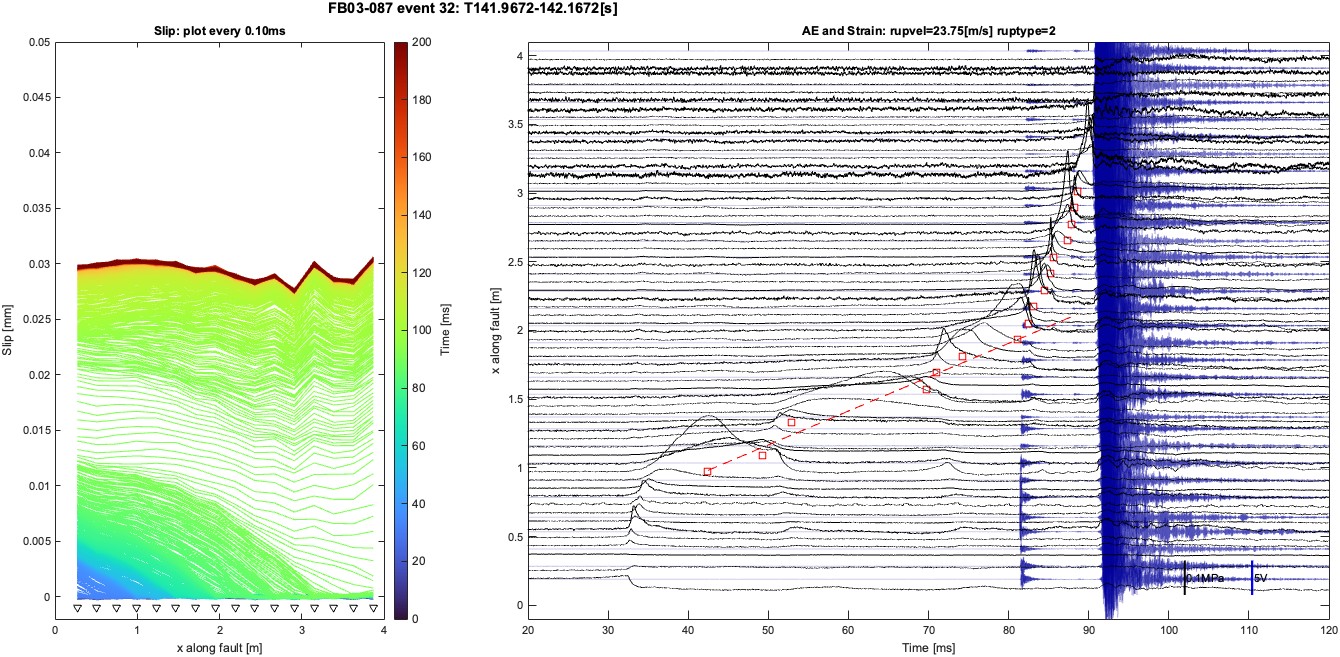 FB03-087 event 32: T141.9672-142.1672[s]
Slip: plot every 0.10ms
0.05
0.045
0.04
0.035
0.03
0.025
0.02
0.015
0.01
0.005
0
Slip [mm]
0 1 2 3 4
x along fault [m]
200
180
160
140
120
100
80
60
40
20
0
Time [ms]
AE and Strain: rupvel=23.75[m/s] ruptype=2
4
3.5
3
2.5
2
1.5
1
0.5
0
x along fault [m]
0.1MPa 5V
20 30 40 50 60 70 80 90 100 110 120
Time [ms]